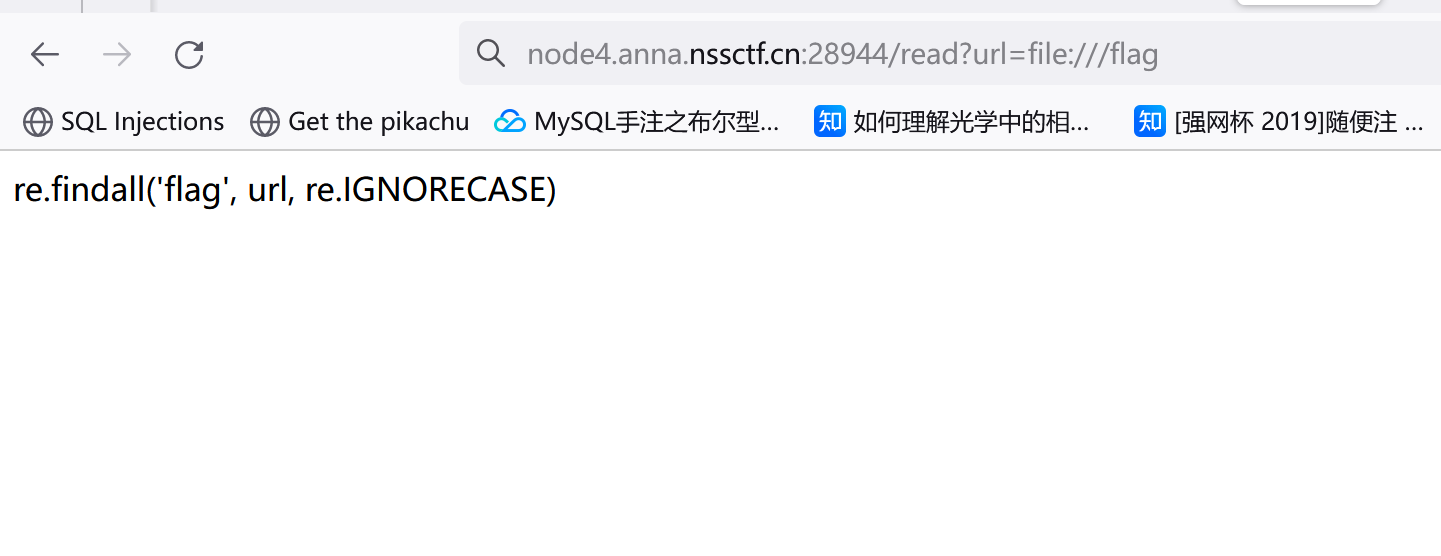 node4.anna.nssctf.cn:28944/read?url=file:///flag
SQL Injections Get the pikachu MySQL手注之布尔型... 知 如何理解光学中的相... 知 [强网杯 2019]随便注 ...
re.findall('flag', url, re.IGNORECASE)